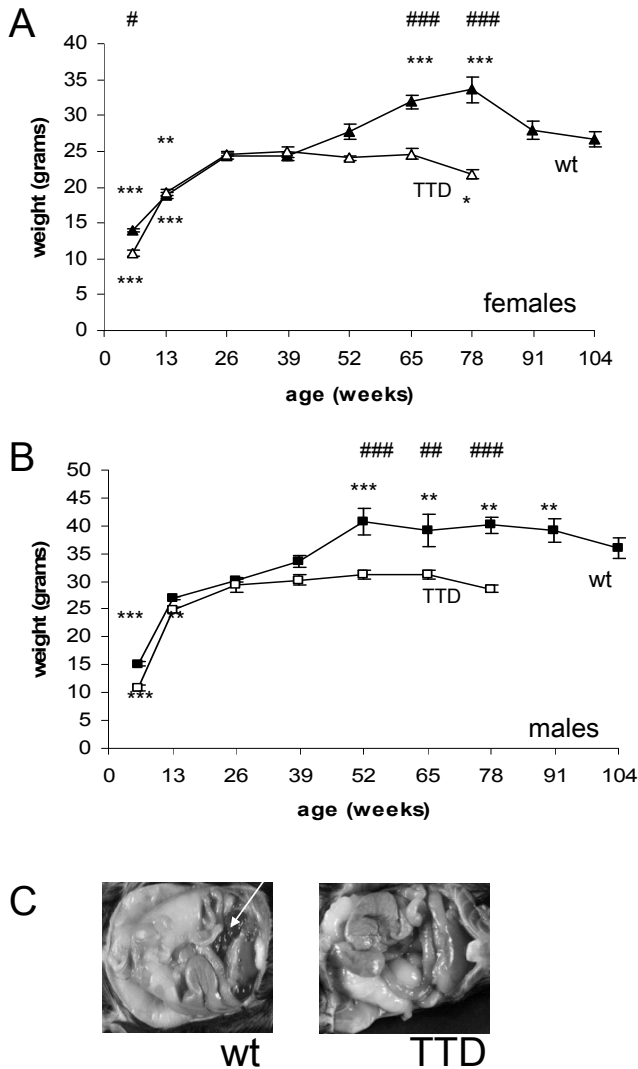 A
# ### ###
40
35
30
25
20
15
10
5
0
weight (grams)
***
***
**
***
***
***
*
wt
TTD
females
0 13 26 39 52 65 78 91 104
age (weeks)
B
### ## ###
50
45
40
35
30
25
20
15
10
5
0
weight (grams)
***
**
**
**
***
**
***
wt
TTD
males
0 13 26 39 52 65 78 91 104
age (weeks)
C
wt TTD